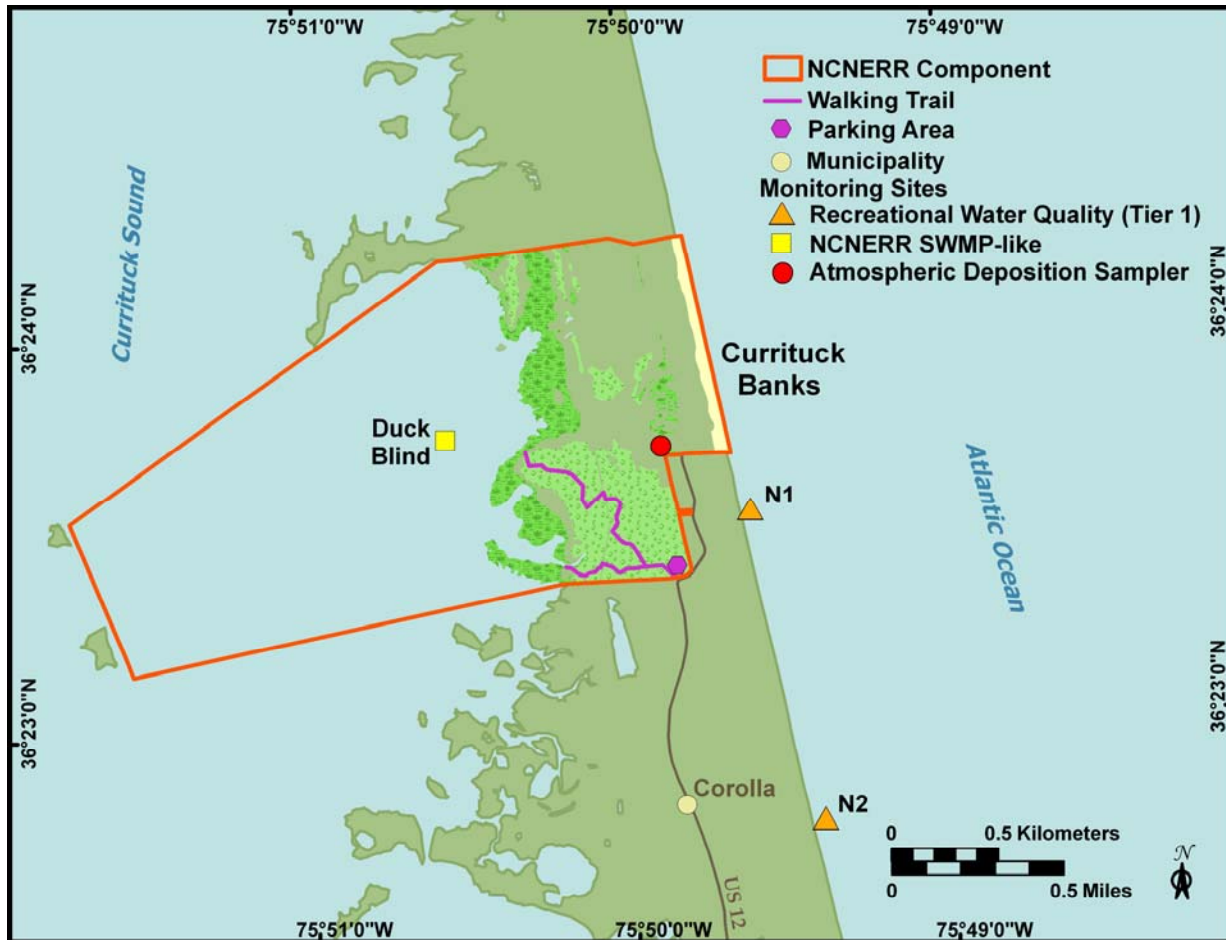 75°51'0"W
75°50'0"W
75°49'0"W
NCNERR Component
Walking Trail
Parking Area
Municipality
Monitoring Sites
Recreational Water Quality (Tier 1)
NCNERR SWMP-like
Atmospheric Deposition Sampler
Currituck Sound
36°24'0"N
36°24'0"N
Currituck
Banks
Duck
Blind
N1
Atlantic Ocean
36°23'0"N
36°23'0"N
Corolla
N2
US 12
0 0.5 Kilometers
0 0.5 Miles
N
75°51'0"W
75°50'0"W
75°49'0"W